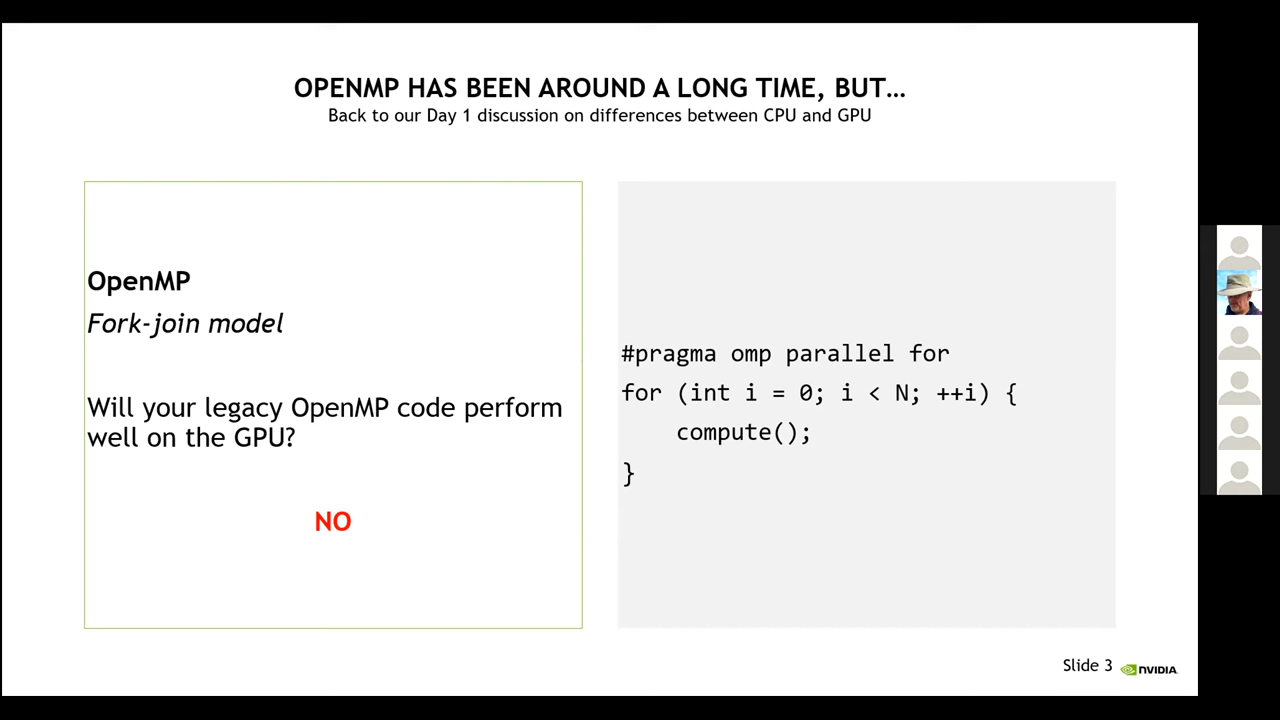 OPENMP HAS BEEN AROUND A LONG TIME, BUT…
Back to our Day 1 discussion on differences between CPU and GPU
OpenMP
Fork-join model
Will your legacy OpenMP code perform
well on the GPU?
NO
#pragma omp parallel for
for (int i = 0; i < N; ++i) {
    compute();
}
Slide 3
NVIDIA